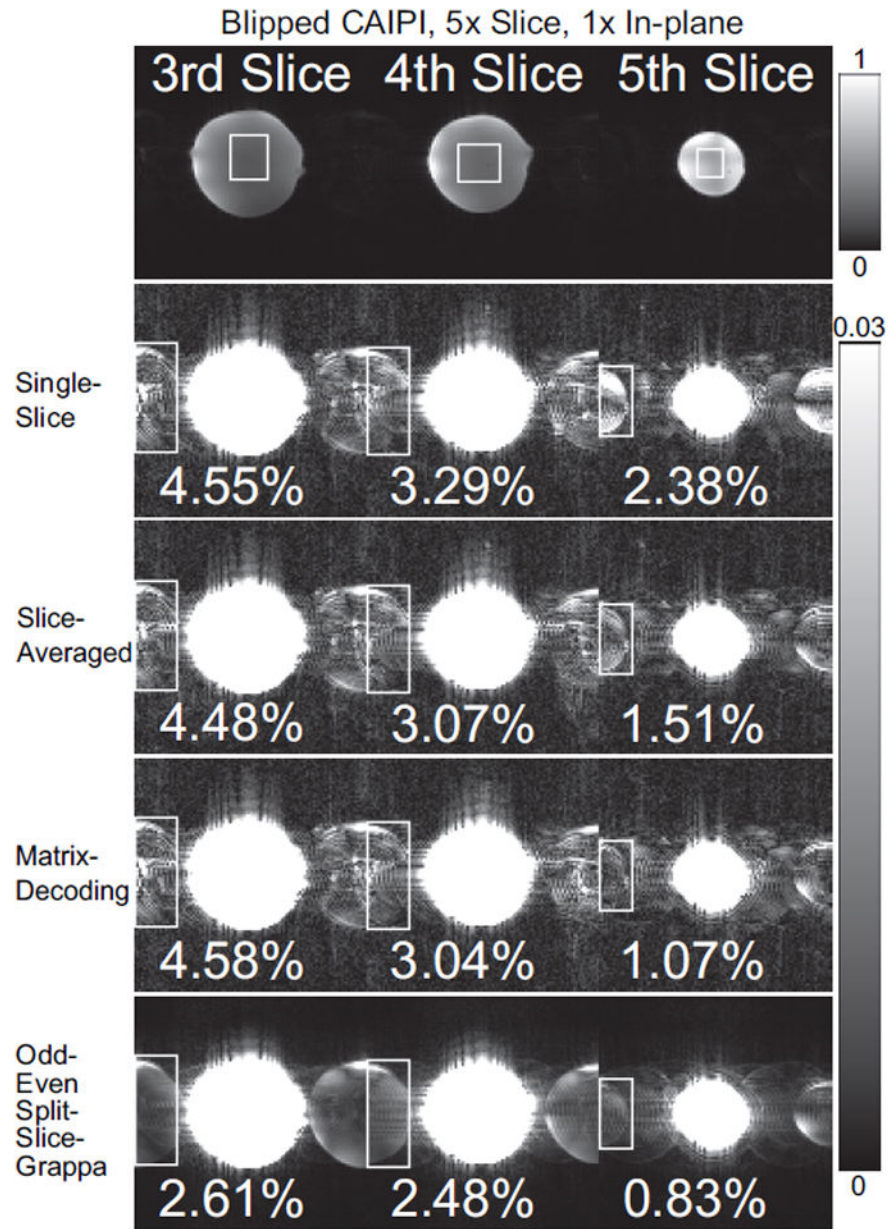 Blipped CAIPI, 5x Slice, 1x In-plane
3rd Slice 4th Slice 5th Slice
1
0
0.03
Single-
Slice
4.55% 3.29% 2.38%
Slice-
Averaged
4.48% 3.07% 1.51%
Matrix-
Decoding
4.58% 3.04% 1.07%
Odd-
Even
Split-
Slice-
Grappa
2.61% 2.48% 0.83%
0